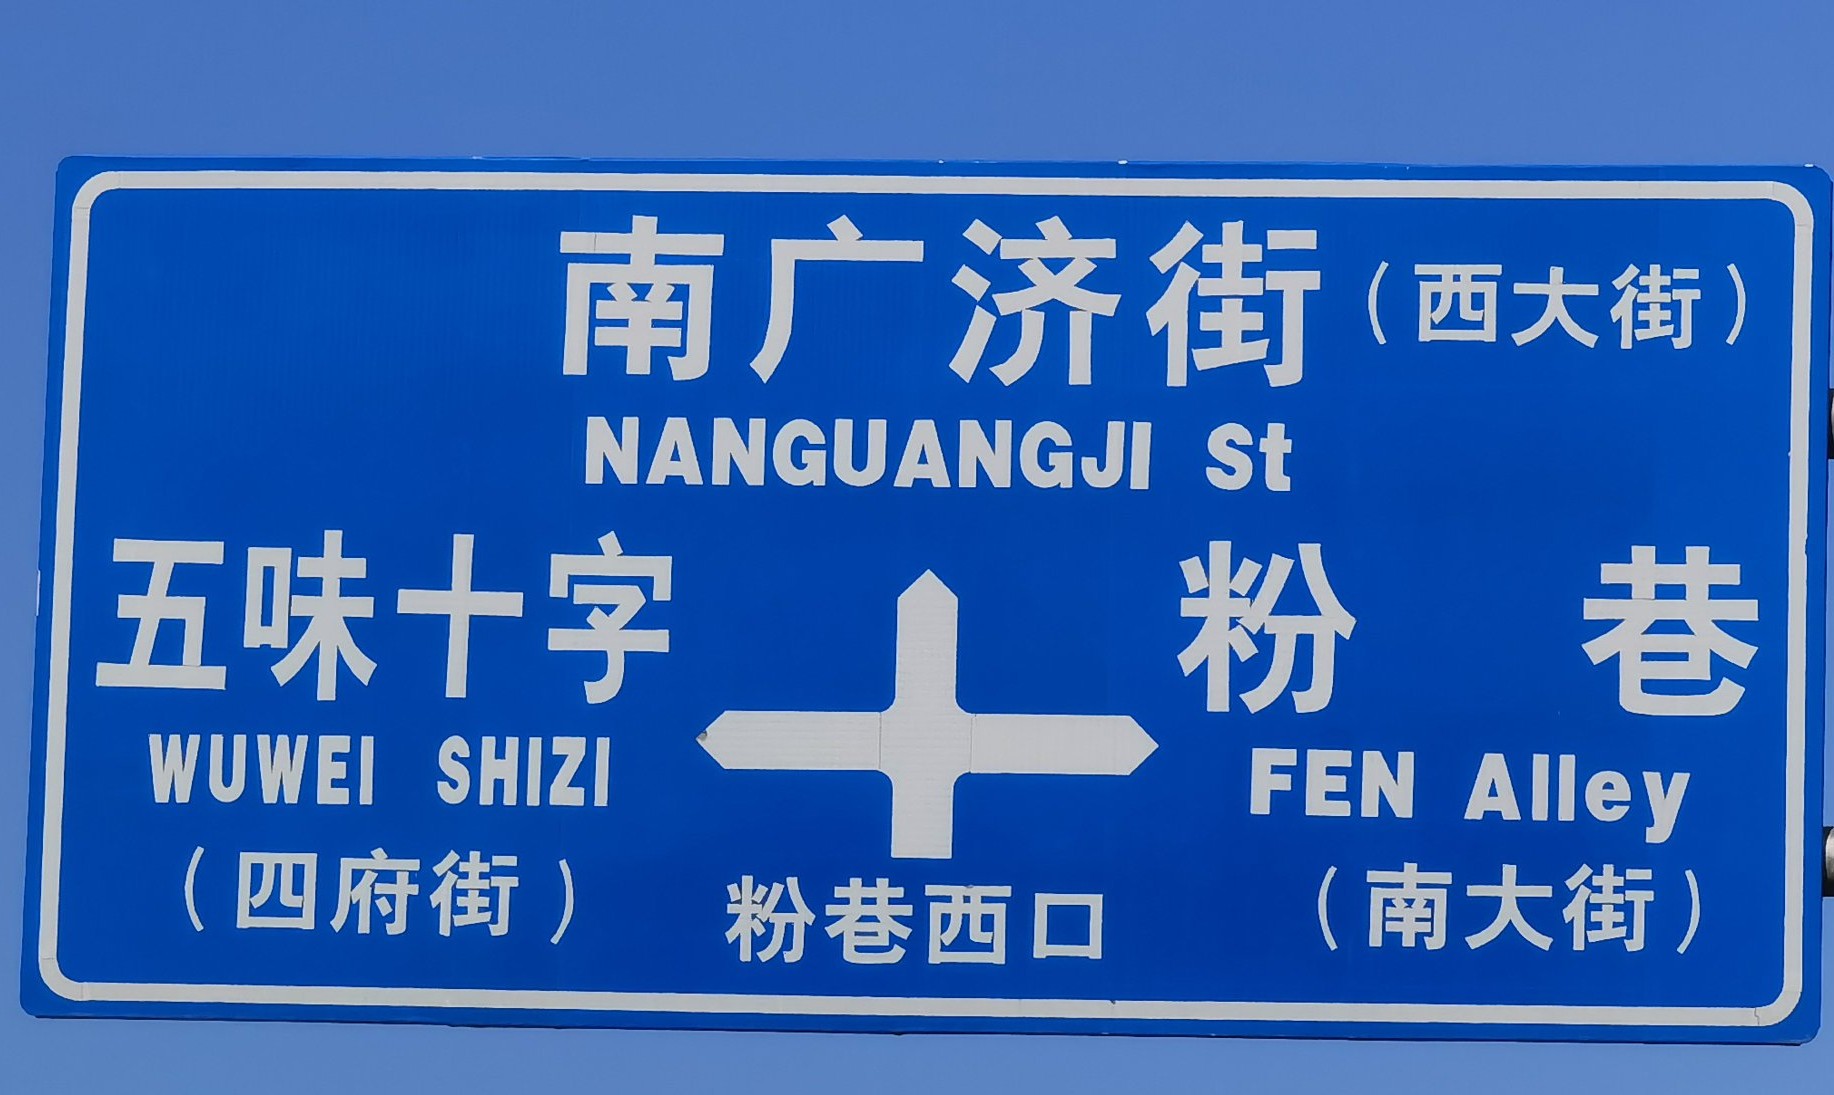 南广济街（西大街）
NANGUANGJI St
五味十字
WUWEI SHIZI
（四府街）
粉巷
FEN Alley
（南大街）
粉巷西口